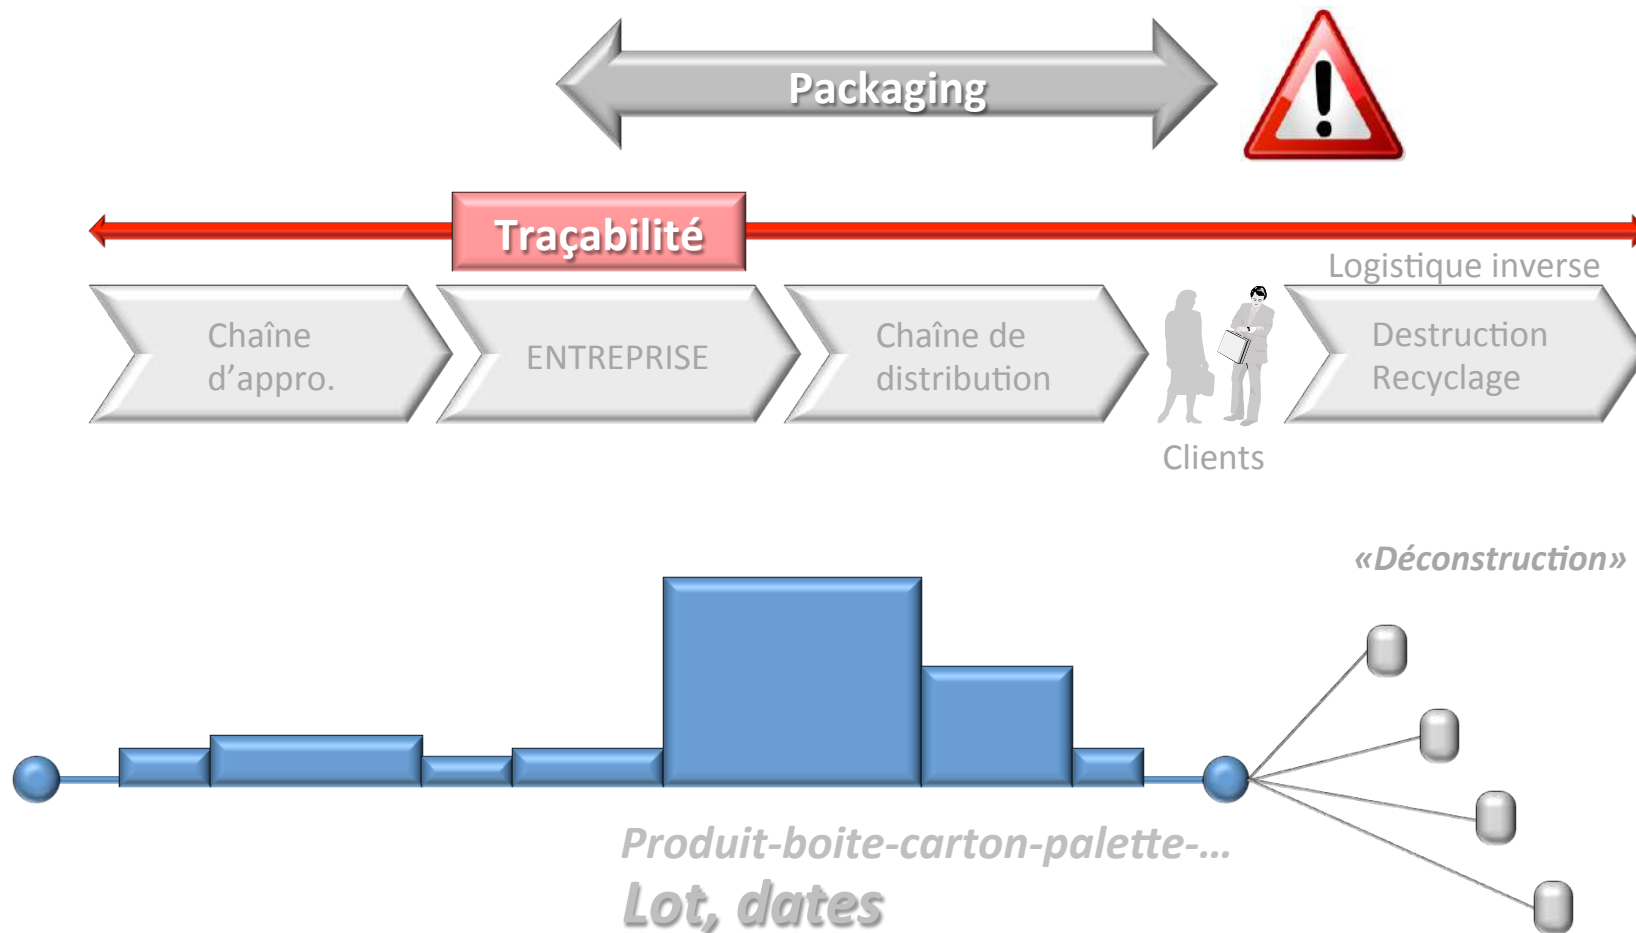 Packaging
Traçabilité
Logistique inverse
Chaîne
d’appro.
ENTREPRISE
Chaîne de
distribution
Destruction
Recyclage
Clients
«Déconstruction»
Produit-boite-carton-palette-...
Lot, dates